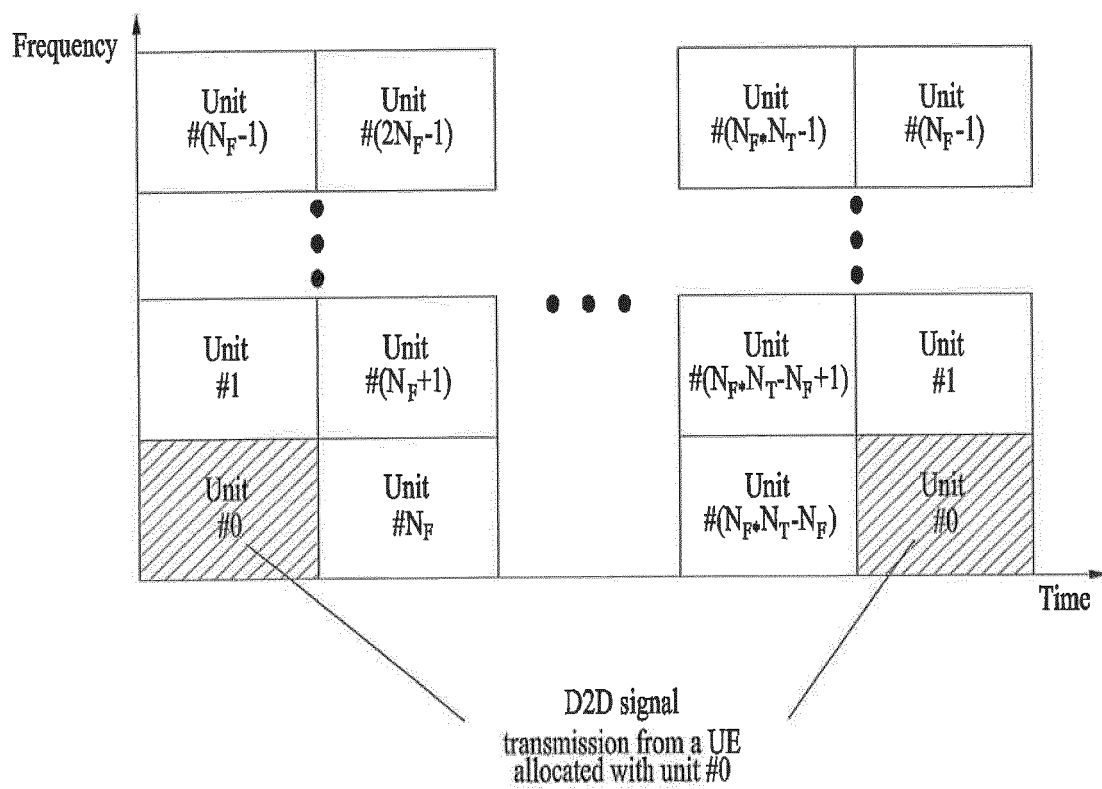 Frequency
Unit
#(N_F-1)
Unit
#(2N_F-1)
Unit
#(N_F*N_T-1)
Unit
#(N_F-1)
Unit
#1
Unit
#(N_F+1)
Unit
#(N_F*N_T-N_F+1)
Unit
#1
Unit
#0
Unit
#N_F
Unit
#(N_F*N_T-N_F)
Unit
#0
Time
D2D signal
transmission from a UE
allocated with unit #0